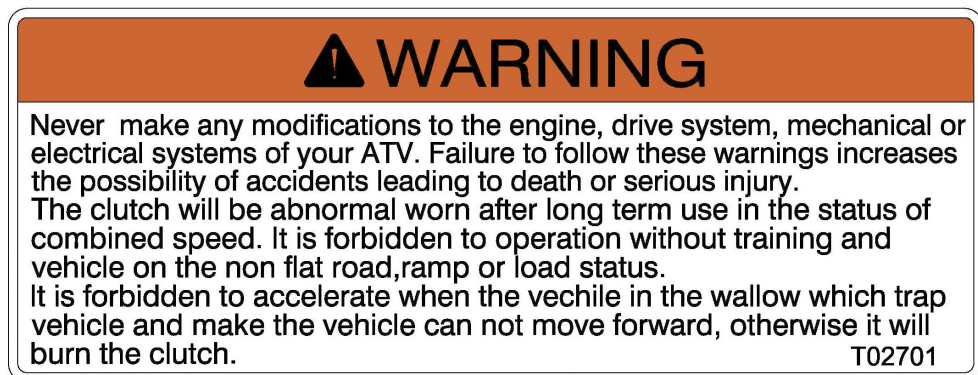 WARNING
Never make any modifications to the engine, drive system, mechanical or
electrical systems of your ATV. Failure to follow these warnings increases
the possibility of accidents leading to death or serious injury.
The clutch will be abnormal worn after long term use in the status of
combined speed. It is forbidden to operation without training and
vehicle on the non flat road,ramp or load status.
It is forbidden to accelerate when the vechile in the wallow which trap
vehicle and make the vehicle can not move forward, otherwise it will
burn the clutch. T02701